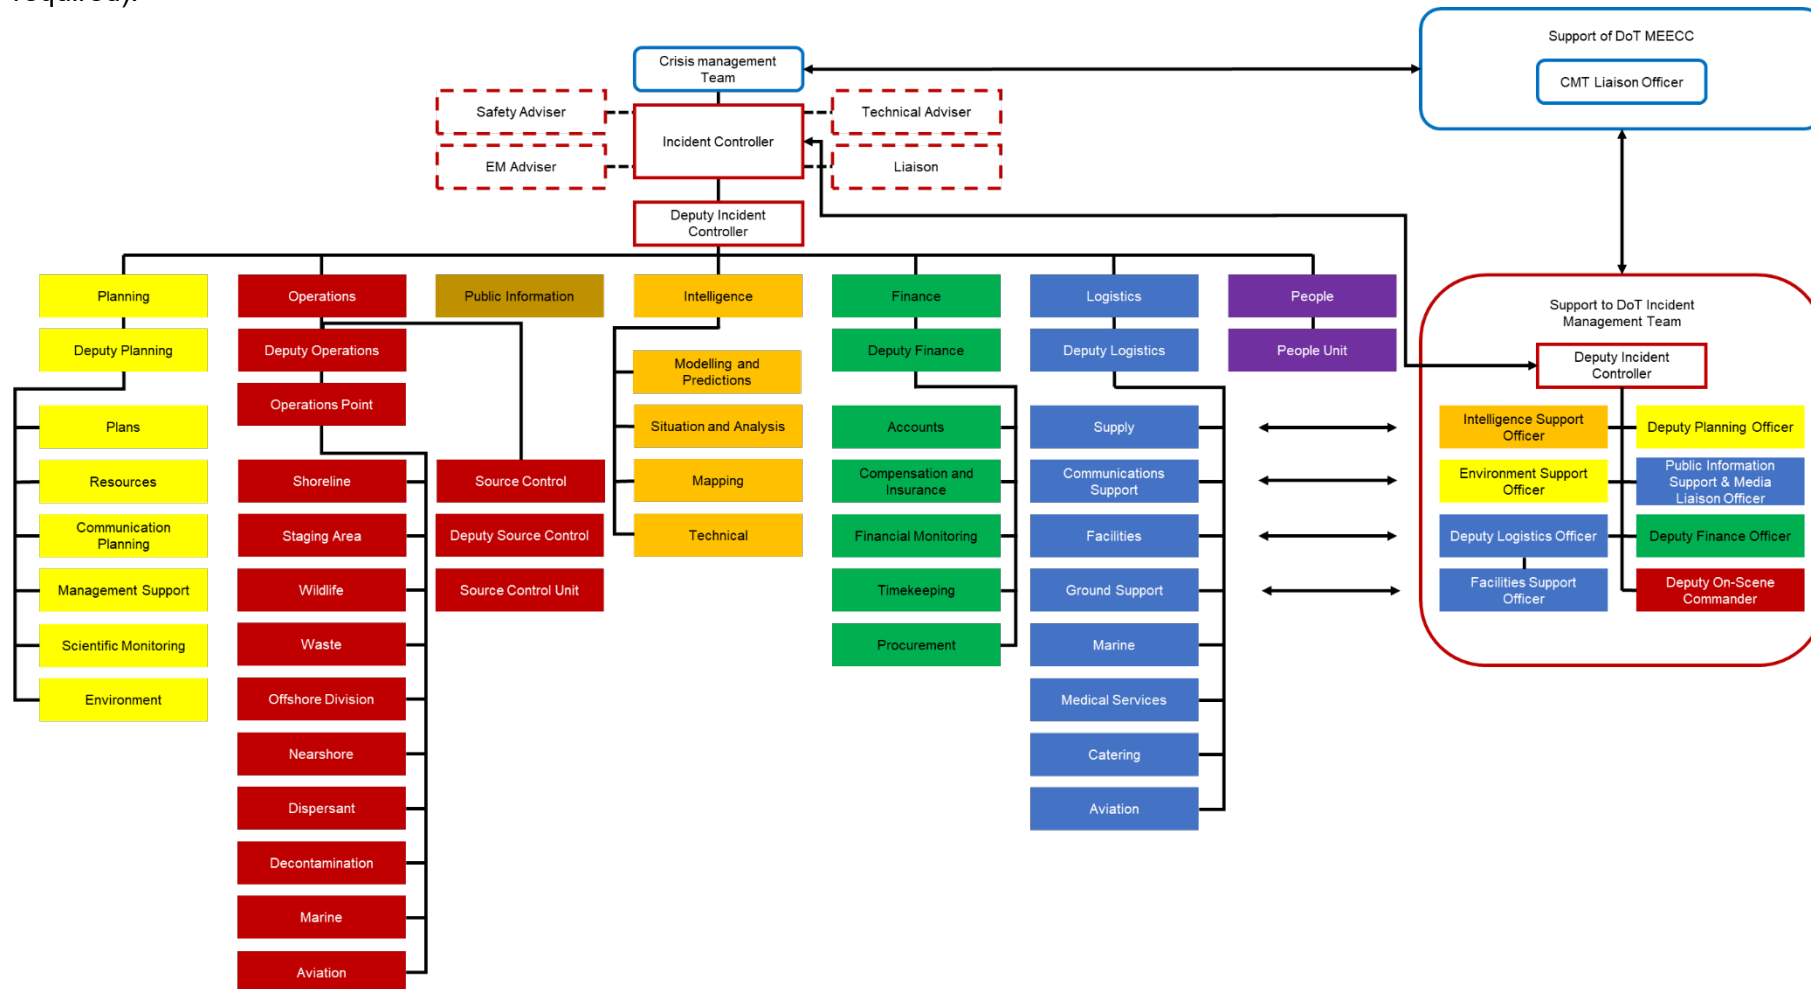 required).
Support of DoT MEECC
CMT Liaison Officer
Crisis management
Team
Safety Adviser
Technical Adviser
Incident Controller
EM Adviser
Liaison
Deputy Incident
Controller
Planning
Operations
Public Information
Intelligence
Finance
Logistics
People
Deputy Planning
Deputy Operations
Deputy Finance
Deputy Logistics
People Unit
Operations Point
Plans
Resources
Communication
Planning
Management Support
Scientific Monitoring
Environment
Shoreline
Staging Area
Wildlife
Waste
Offshore Division
Nearshore
Dispersant
Decontamination
Marine
Aviation
Source Control
Deputy Source Control
Source Control Unit
Modelling and
Predictions
Situation and Analysis
Mapping
Technical
Accounts
Compensation and
Insurance
Financial Monitoring
Timekeeping
Procurement
Supply
Communications
Support
Facilities
Ground Support
Marine
Medical Services
Catering
Aviation
Support to DoT Incident
Management Team
Deputy Incident
Controller
Intelligence Support
Officer
Deputy Planning Officer
Environment Support
Officer
Public Information
Support & Media
Liaison Officer
Deputy Logistics Officer
Deputy Finance Officer
Facilities Support
Officer
Deputy On-Scene
Commander